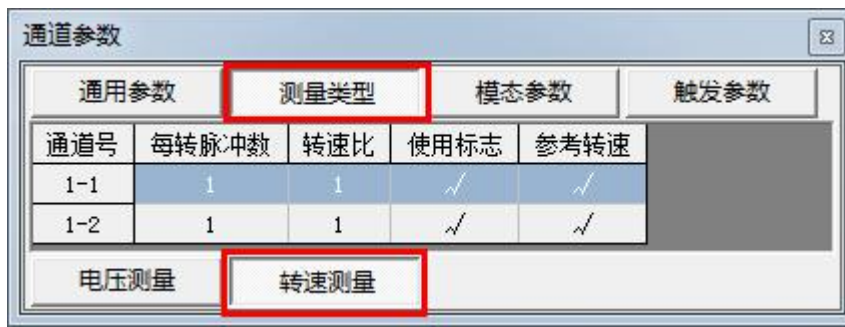 通道参数
通用参数 测量类型 模态参数 触发参数
通道号 每转脉冲数 转速比 使用标志 参考转速
1-1 1 1 √ √
1-2 1 1 √ √
电压测量 转速测量